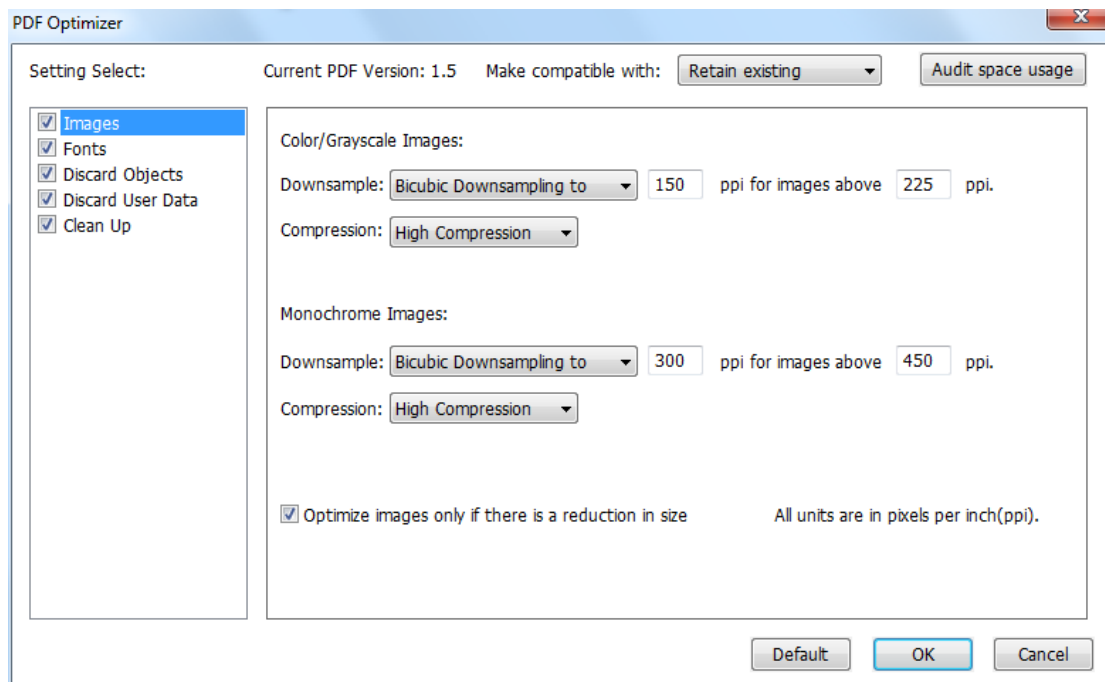 PDF Optimizer
Setting Select: Current PDF Version: 1.5 Make compatible with: Retain existing Audit space usage
Images
Fonts
Discard Objects
Discard User Data
Clean Up
Color/Grayscale Images:
Downsample: Bicubic Downsampling to 150 ppi for images above 225 ppi.
Compression: High Compression
Monochrome Images:
Downsample: Bicubic Downsampling to 300 ppi for images above 450 ppi.
Compression: High Compression
Optimize images only if there is a reduction in size All units are in pixels per inch(ppi).
Default OK Cancel